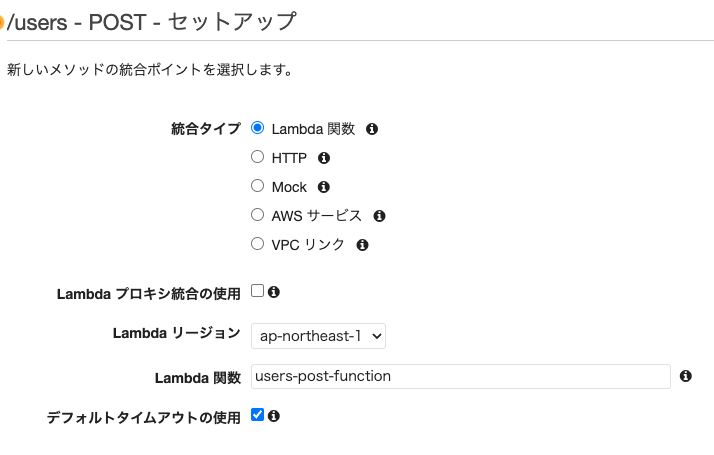 /users - POST - セットアップ
新しいメソッドの統合ポイントを選択します。
統合タイプ Lambda 関数
HTTP
Mock
AWS サービス
VPC リンク
Lambda プロキシ統合の使用
Lambda リージョン ap-northeast-1
Lambda 関数 users-post-function
デフォルトタイムアウトの使用